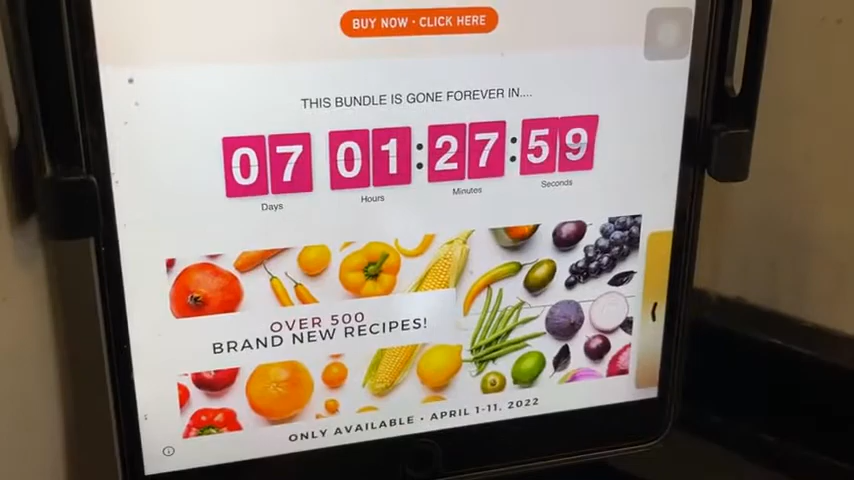 BUY NOW · CLICK HERE
THIS BUNDLE IS GONE FOREVER IN....
07 01:27:59
Days Hours Minutes Seconds
OVER 500
BRAND NEW RECIPES!
ONLY AVAILABLE · APRIL 1-11, 2022